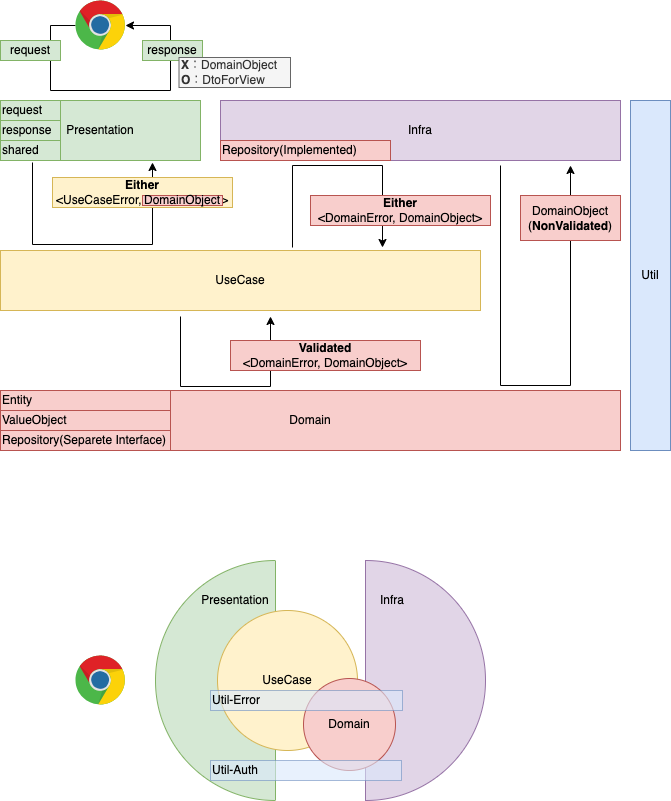 request
response
X：DomainObject
O：DtoForView
request
response
shared
Presentation
Infra
Repository(Implemented)
Either
<UseCaseError,DomainObject>
Either
<DomainError, DomainObject>
DomainObject
(NonValidated)
Util
UseCase
Validated
<DomainError, DomainObject>
Entity
ValueObject
Repository(Separete Interface)
Domain
Presentation
Infra
UseCase
Util-Error
Domain
Util-Auth